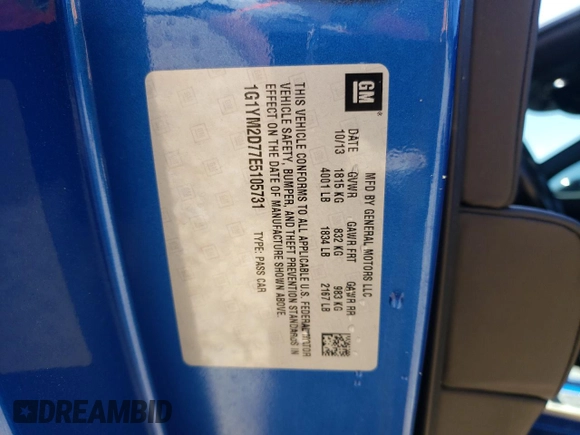 GM
MFD BY GENERAL MOTORS LLC
DATE GVWR GAWR FRT GAWR RR
10/13 1815 KG 832 KG 983 KG
4001 LB 1834 LB 2167 LB
THIS VEHICLE CONFORMS TO ALL APPLICABLE U.S. FEDERAL MOTOR
VEHICLE SAFETY, BUMPER, AND THEFT PREVENTION STANDARDS IN
EFFECT ON THE DATE OF MANUFACTURE SHOWN ABOVE.
1G1YM2D77E5105731 TYPE: PASS CAR
DREAMBID